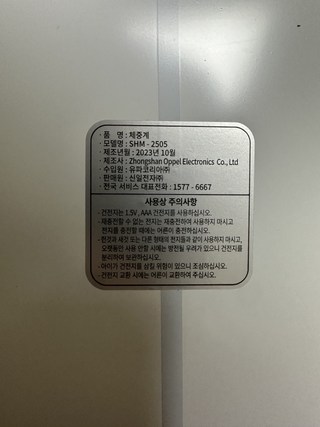 · 품 명 : 체중계
· 모델명 : SHM - 2505
· 제조년월 : 2023년 10월
· 제조사 : Zhongshan Oppel Electronics Co., Ltd
· 수입원 : 유파코리아㈜
· 판매원 : 신일전자㈜
· 전국 서비스 대표전화 : 1577 - 6667
사용상 주의사항
- 건전지는 1.5V , AAA 건전지를 사용하십시오.
- 재충전할 수 없는 전지는 재충전하여 사용하지 마시고
전지를 충전할 때에는 어른이 충전하십시오.
- 헌것과 새것 또는 다른 형태의 전지들과 같이 사용하지 마시고,
오랫동안 사용 안할 시에는 방전될 우려가 있으니 건전지를
분리하여 보관하십시오.
- 아이가 건전지를 삼킬 위험이 있으니 조심하십시오.
- 건전지 교환 시에는 어른이 교환하여 주십시오.